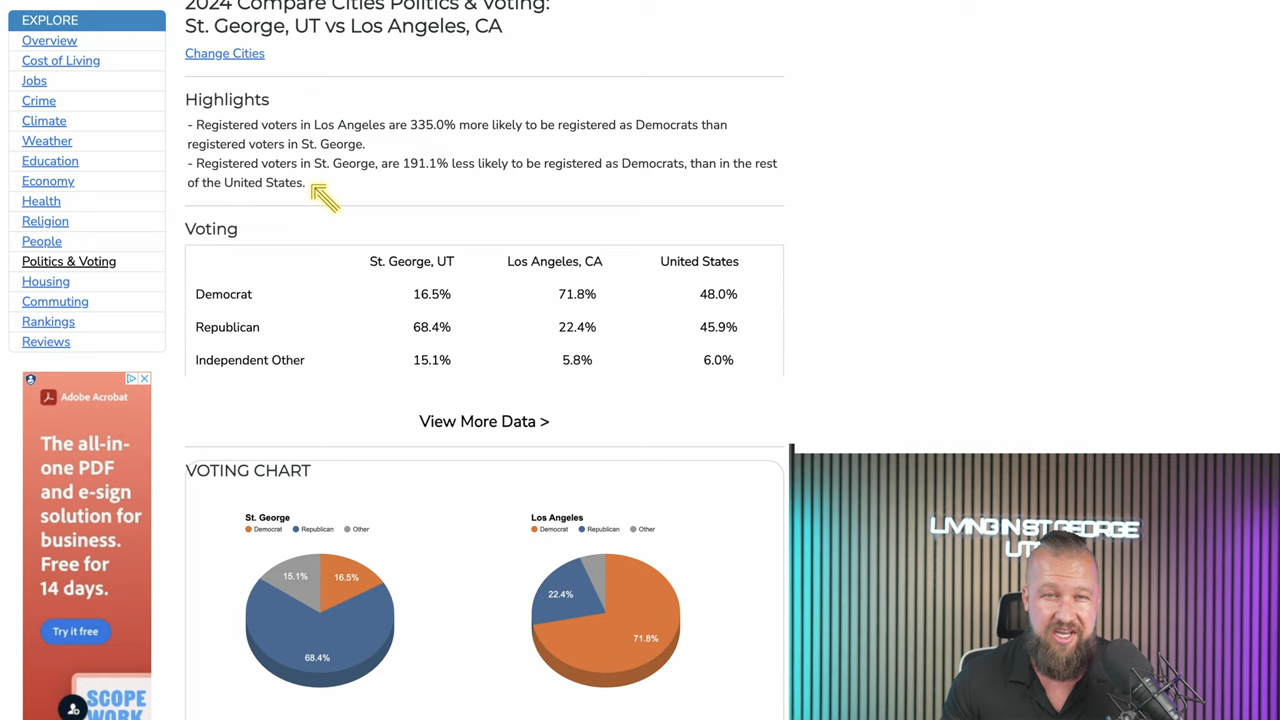 2024 Compare Cities Politics & Voting:
St. George, UT vs Los Angeles, CA
Change Cities
EXPLORE
Overview
Cost of Living
Jobs
Crime
Climate
Weather
Education
Economy
Health
Religion
People
Politics & Voting
Housing
Commuting
Rankings
Reviews
Highlights
- Registered voters in Los Angeles are 335.0% more likely to be registered as Democrats than
registered voters in St. George.
- Registered voters in St. George, are 191.1% less likely to be registered as Democrats, than in the rest
of the United States.
Voting
St. George, UT Los Angeles, CA United States
Democrat 16.5% 71.8% 48.0%
Republican 68.4% 22.4% 45.9%
Independent Other 15.1% 5.8% 6.0%
View More Data >
VOTING CHART
St. George
Democrat Republican Other
15.1% 16.5%
68.4%
Los Angeles
Democrat Republican Other
22.4%
71.8%
Adobe Acrobat
The all-in-
one PDF
and e-sign
solution for
business.
Free for
14 days.
Try it free
SCOPE
WORK
LIVING IN ST GEORGE
UT